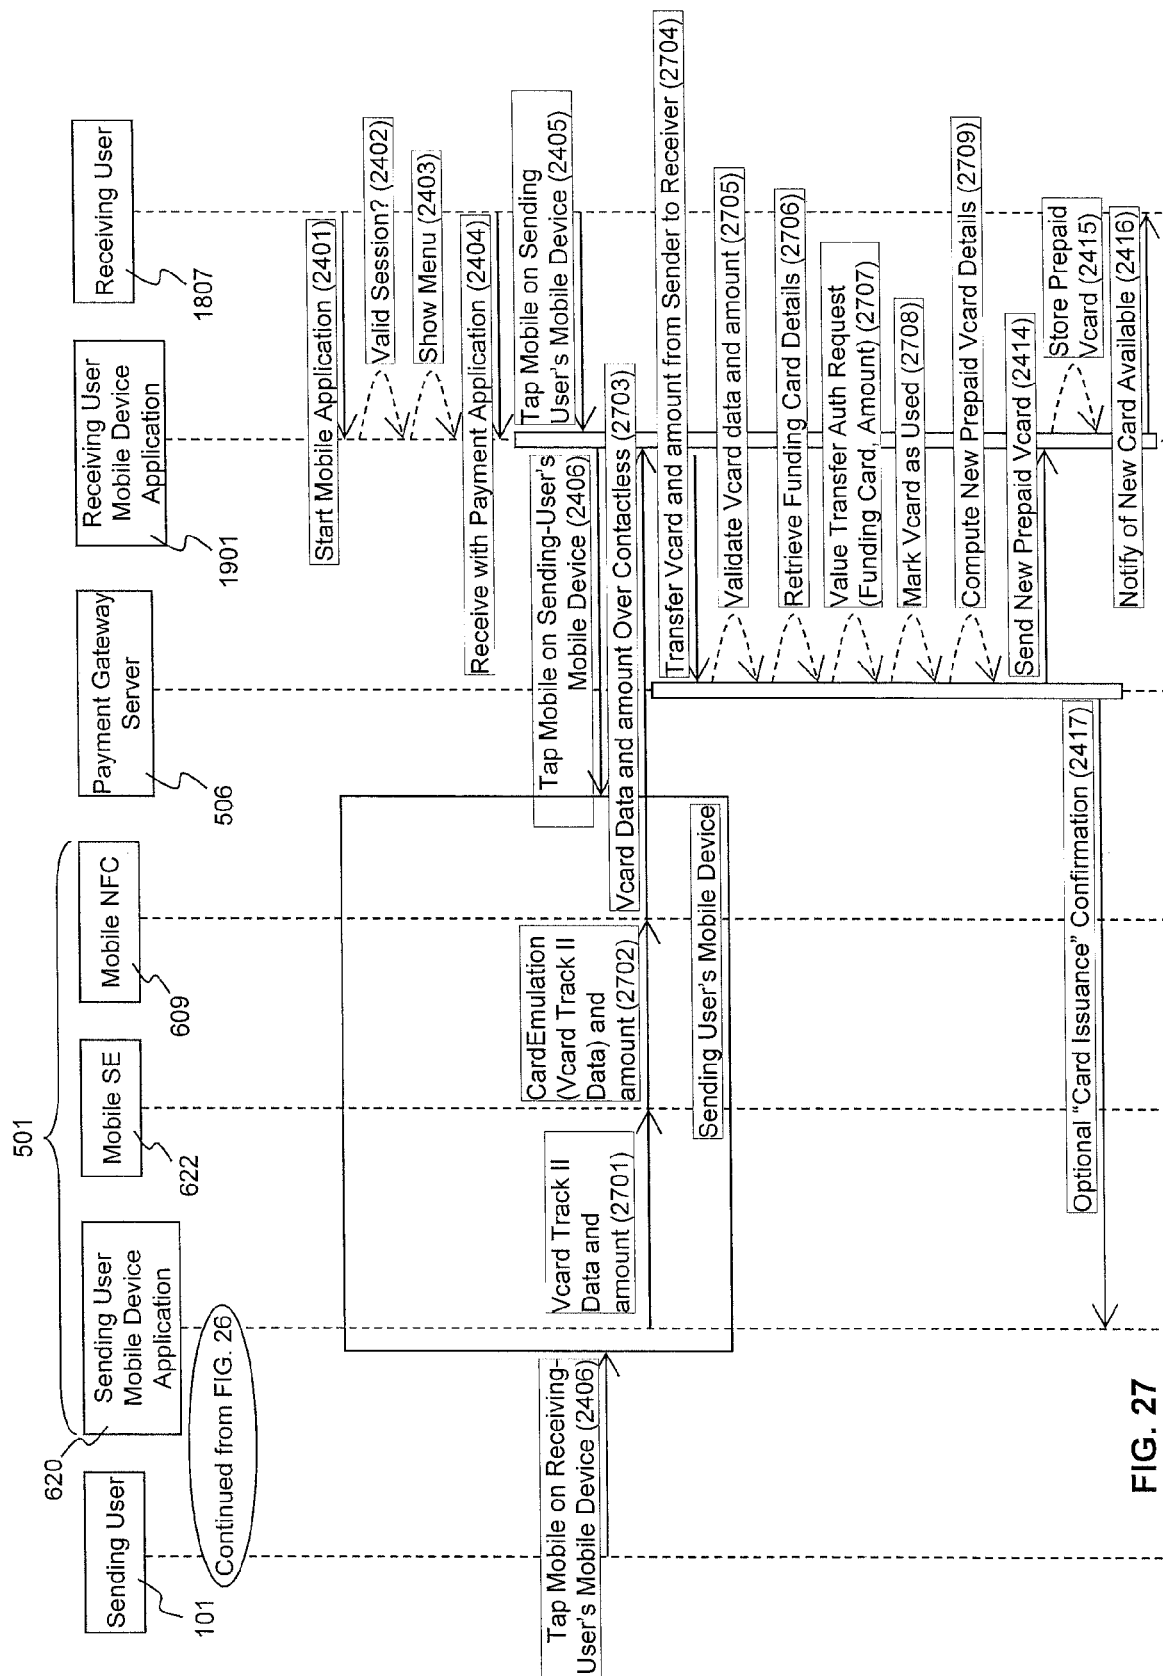 501
Sending User
101
620
Sending User
Mobile Device
Application
Mobile SE
622
Mobile NFC
609
Payment Gateway
Server
506
Receiving User
Mobile Device
Application
1901
Receiving User
1807
Continued from FIG. 26
Start Mobile Application (2401)
Valid Session? (2402)
Show Menu (2403)
Receive with Payment Application (2404)
Tap Mobile on Sending
User's Mobile Device (2405)
Tap Mobile on Sending-User's
Mobile Device (2406)
Tap Mobile on Receiving-
User's Mobile Device (2406)
Vcard Track II
Data and
amount (2701)
CardEmulation
(Vcard Track II
Data) and
amount (2702)
Vcard Data and amount Over Contactless (2703)
Sending User's Mobile Device
Transfer Vcard and amount from Sender to Receiver (2704)
Validate Vcard data and amount (2705)
Retrieve Funding Card Details (2706)
Value Transfer Auth Request
(Funding Card, Amount) (2707)
Mark Vcard as Used (2708)
Compute New Prepaid Vcard Details (2709)
Send New Prepaid Vcard (2414)
Store Prepaid
Vcard (2415)
Notify of New Card Available (2416)
Optional “Card Issuance” Confirmation (2417)
FIG. 27